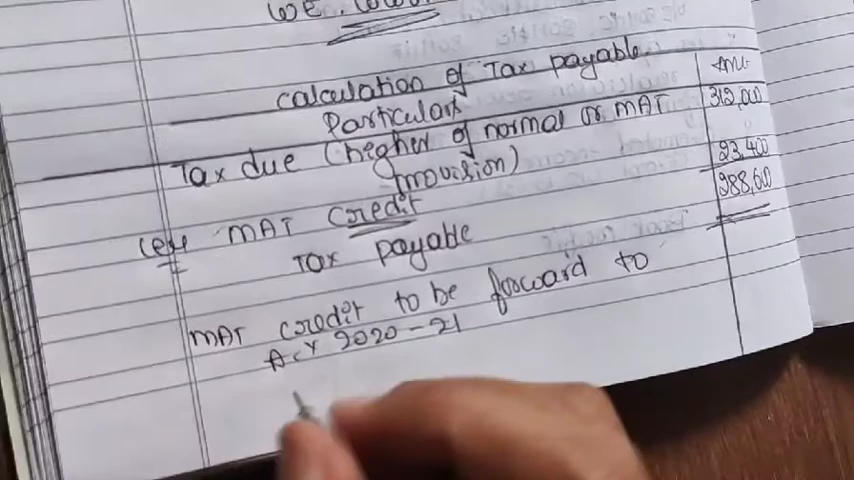 we
calculation of Tax payable.
Particulars Amt.
Tax due (higher of normal or MAT 312,000
provision)
Less MAT credit 23,400
Tax payable 288,600
MAT credit to be forward to
A.Y 2020-21